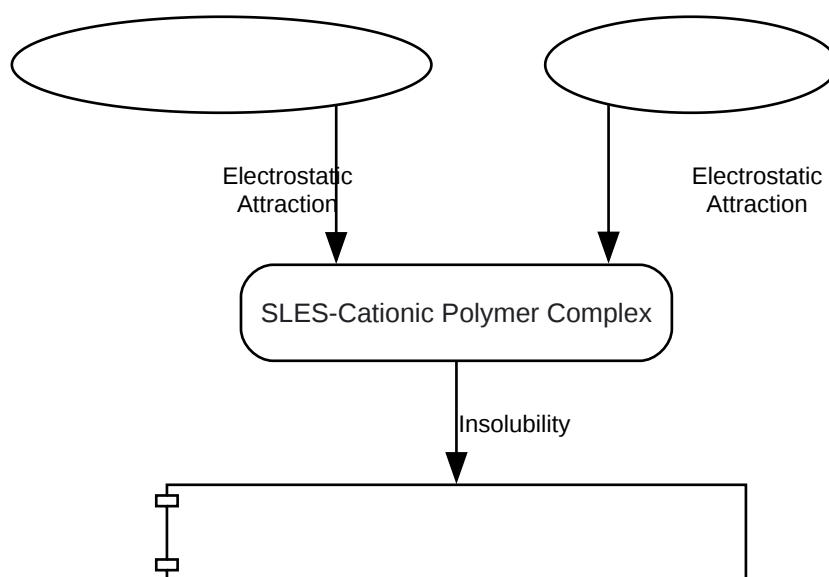 Electrostatic
Attraction
Electrostatic
Attraction
SLES-Cationic Polymer Complex
Insolubility